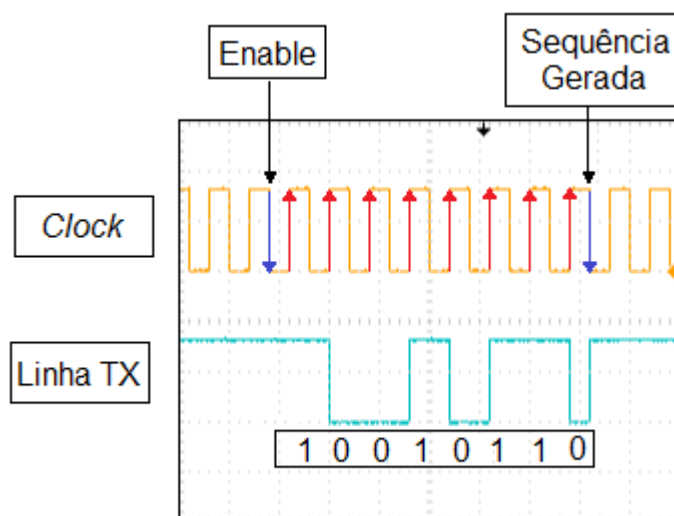 Enable
Sequência
Gerada
Clock
Linha TX
1 0 0 1 0 1 1 0